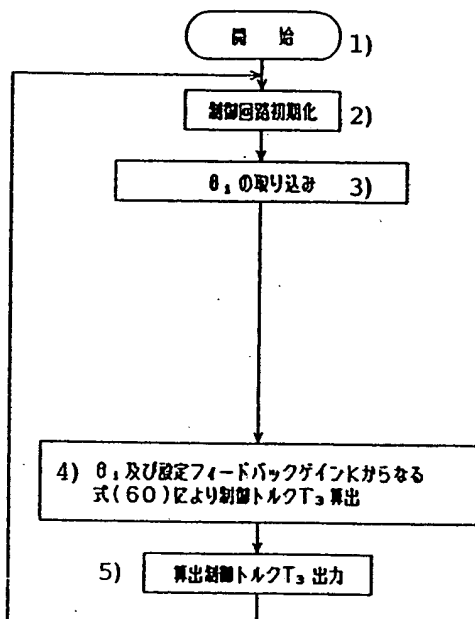 開 始 1)
制御回路初期化 2)
θ₁の取り込み 3)
4) θ₁及び設定フィードバックゲインKからなる
式(60)により制御トルクT₃算出
5) 算出制御トルクT₃出力